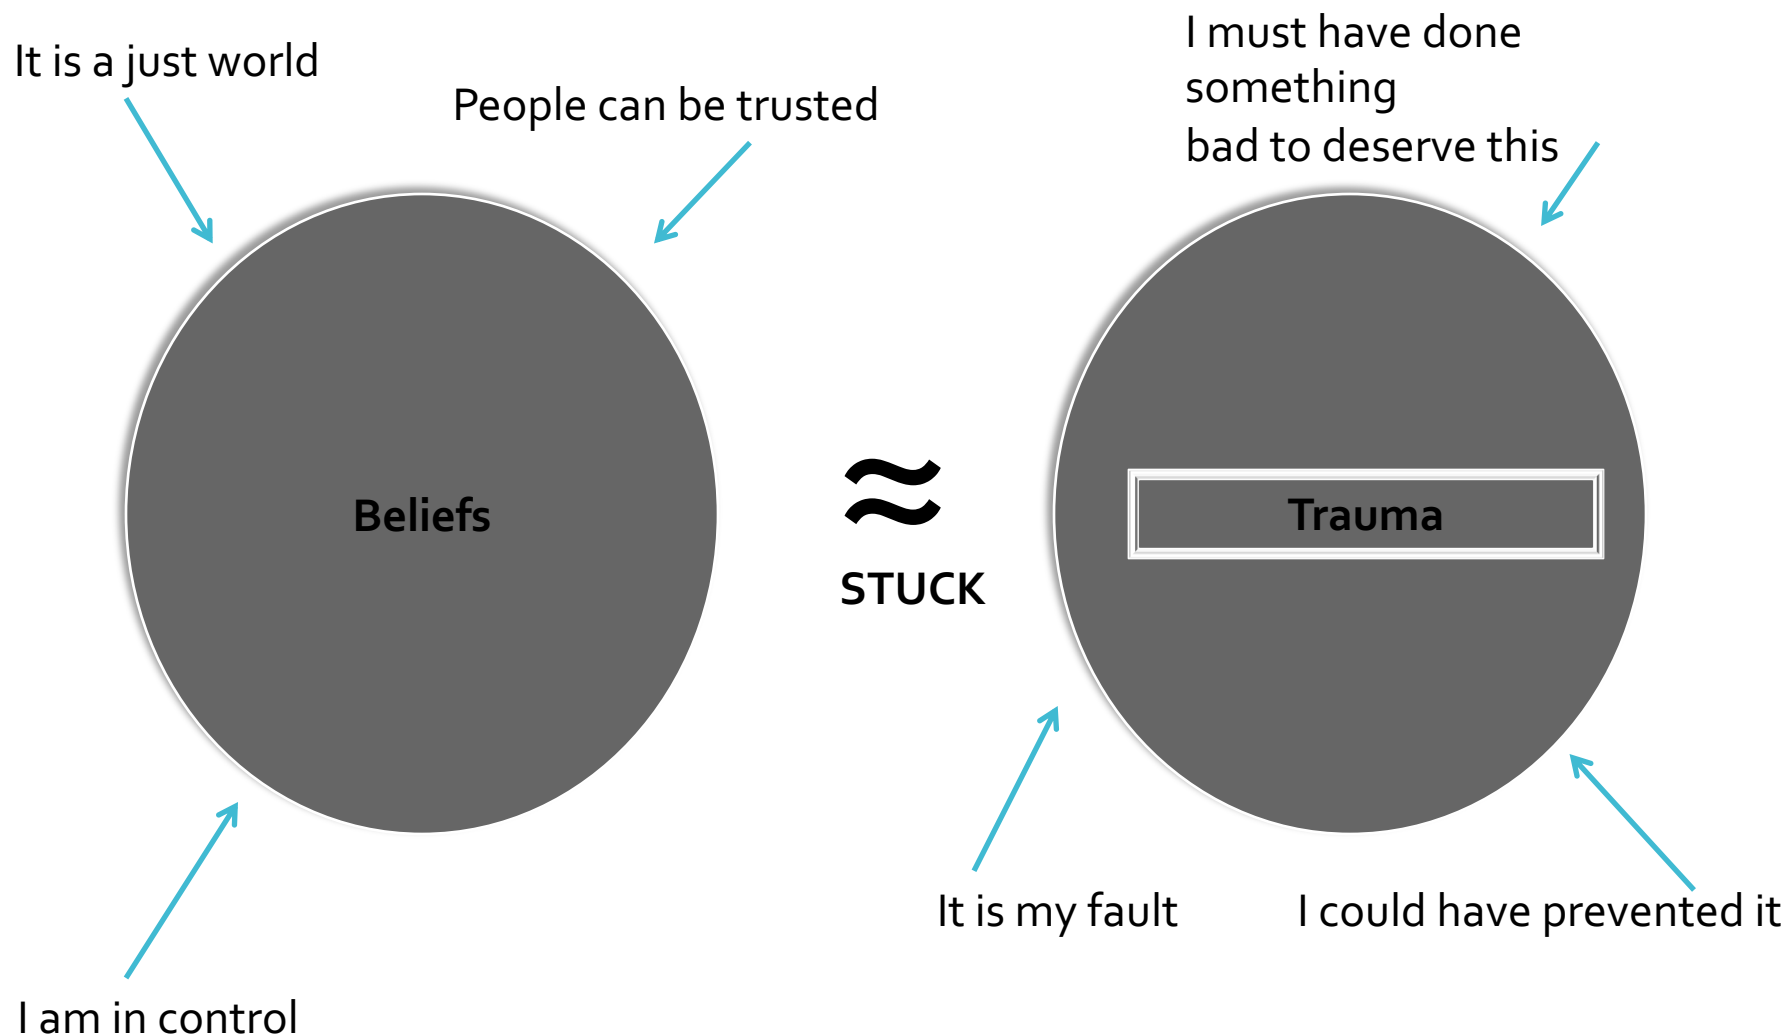 It is a just world
People can be trusted
I must have done
something
bad to deserve this
Beliefs
≈
STUCK
Trauma
It is my fault
I could have prevented it
I am in control